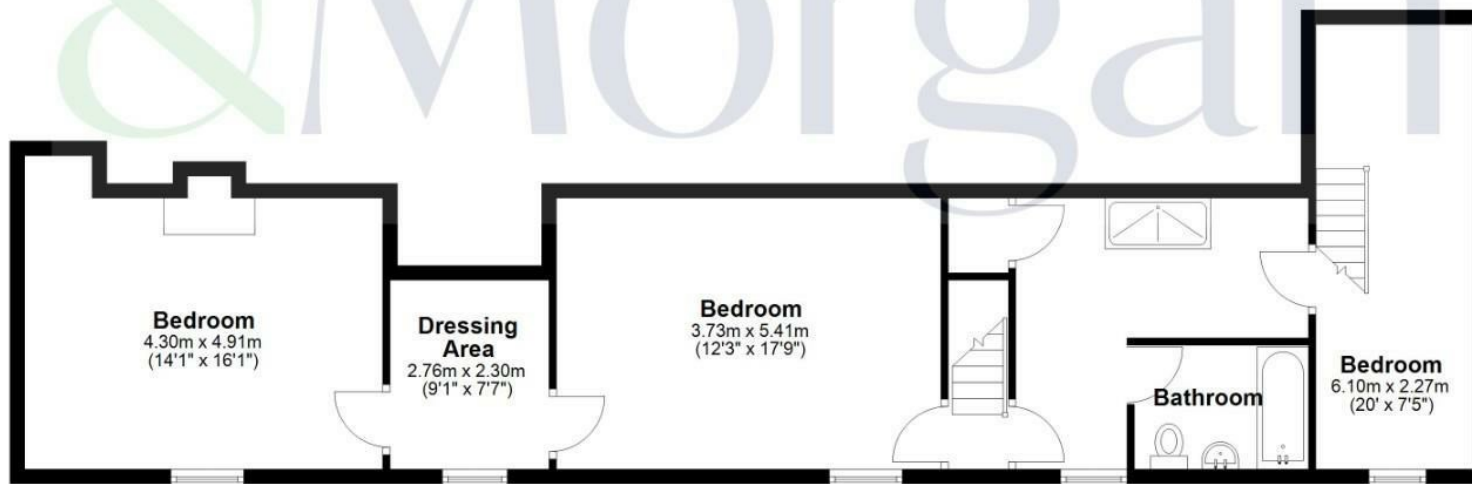 &Morgan
Bedroom
4.30m x 4.91m
(14'1" x 16'1")
Dressing
Area
2.76m x 2.30m
(9'1" x 7'7")
Bedroom
3.73m x 5.41m
(12'3" x 17'9")
Bathroom
Bedroom
6.10m x 2.27m
(20' x 7'5")